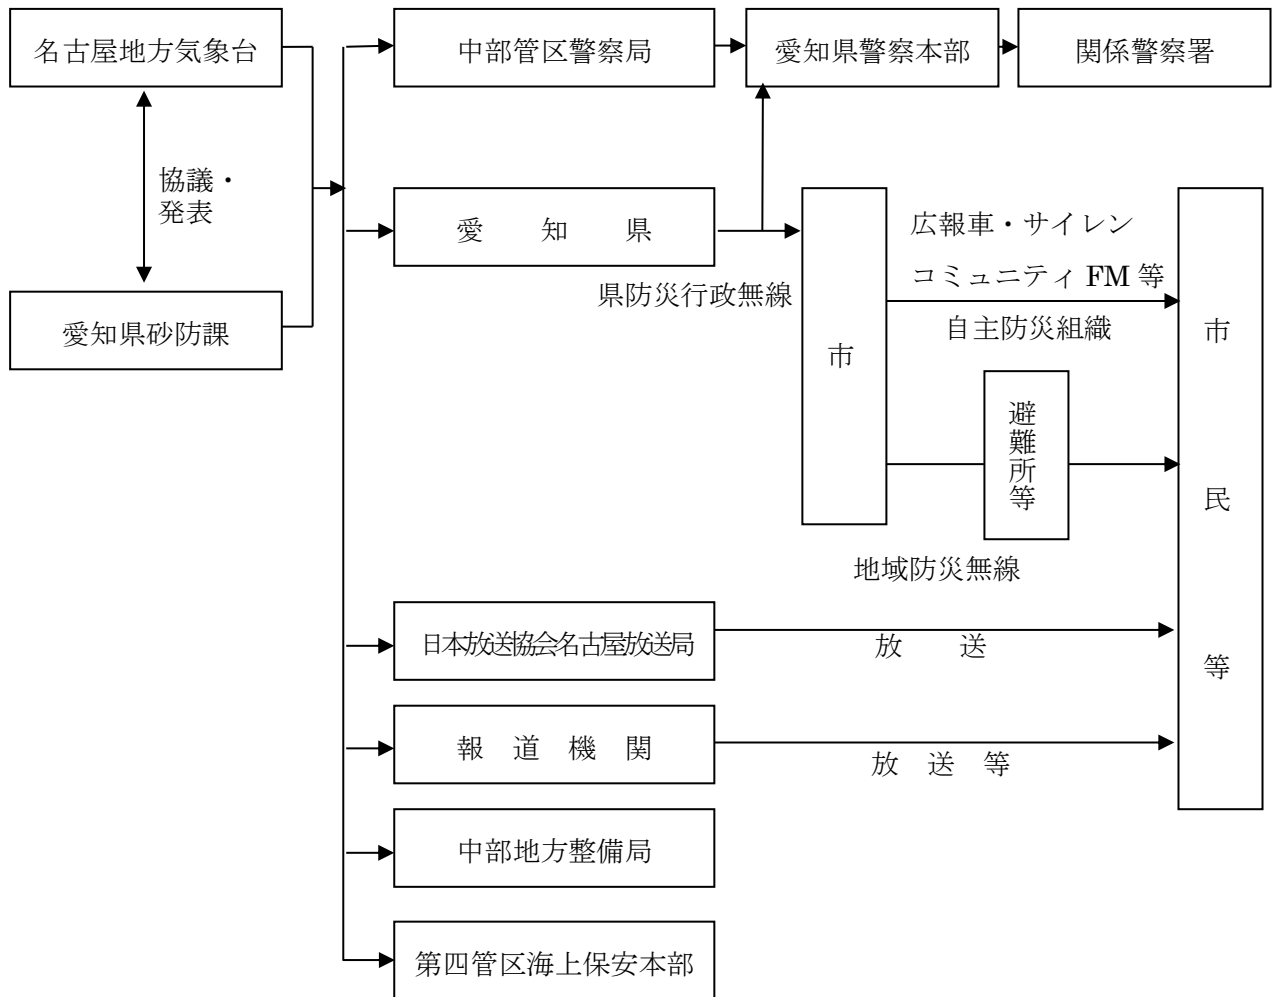 名古屋地方気象台
中部管区警察局
愛知県警察本部
関係警察署
協議・
発表
愛知県
県防災行政無線
愛知県砂防課
市
広報車・サイレン
コミュニティ FM 等
自主防災組織
避難所等
地域防災無線
市民等
日本放送協会名古屋放送局
放送
報道機関
放送等
中部地方整備局
第四管区海上保安本部